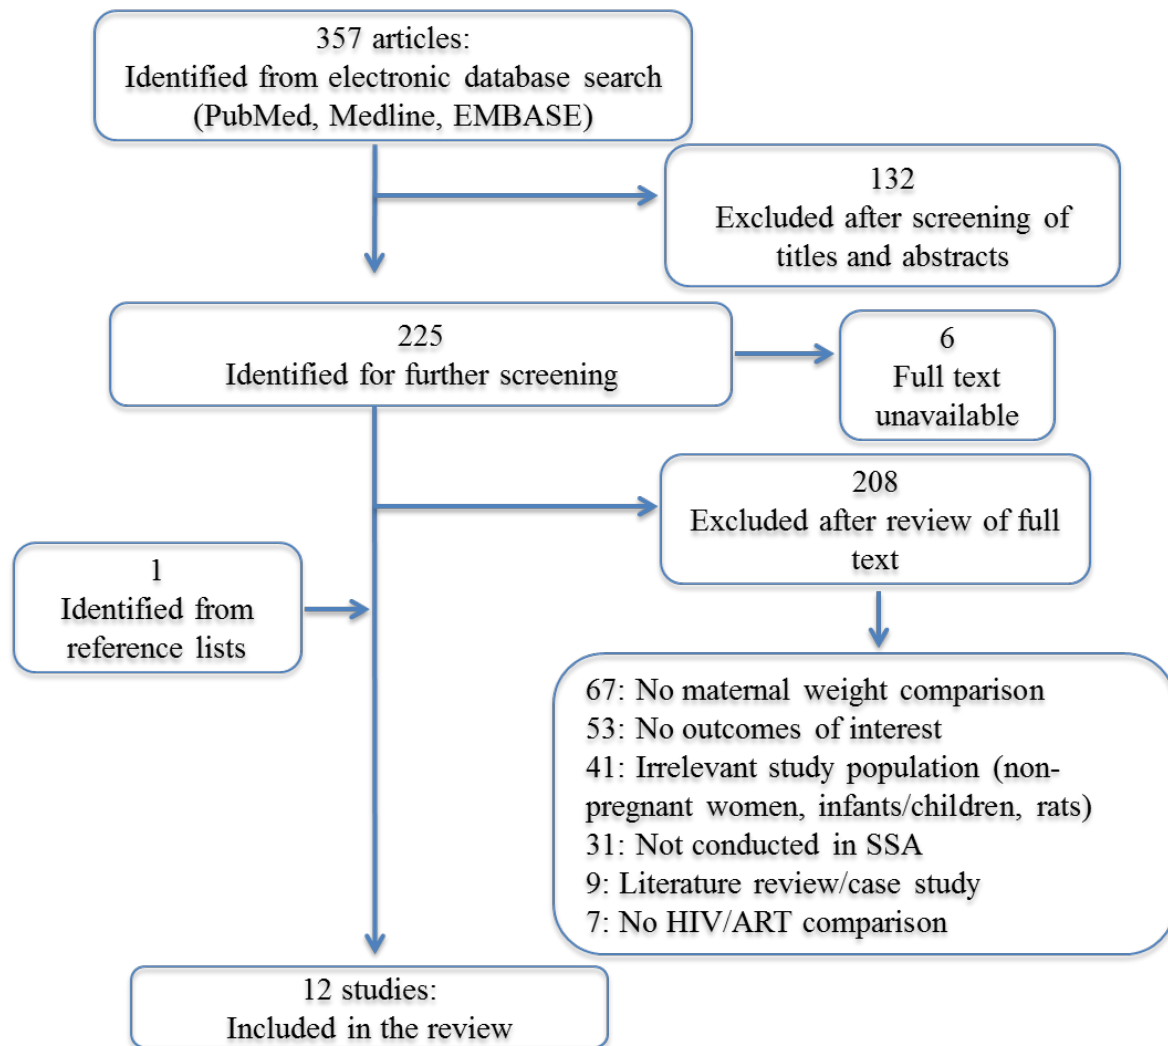 357 articles:
Identified from electronic database search
(PubMed, Medline, EMBASE)
132
Excluded after screening of
titles and abstracts
225
Identified for further screening
6
Full text
unavailable
208
Excluded after review of full
text
1
Identified from
reference lists
67: No maternal weight comparison
53: No outcomes of interest
41: Irrelevant study population (non-
pregnant women, infants/children, rats)
31: Not conducted in SSA
9: Literature review/case study
7: No HIV/ART comparison
12 studies:
Included in the review